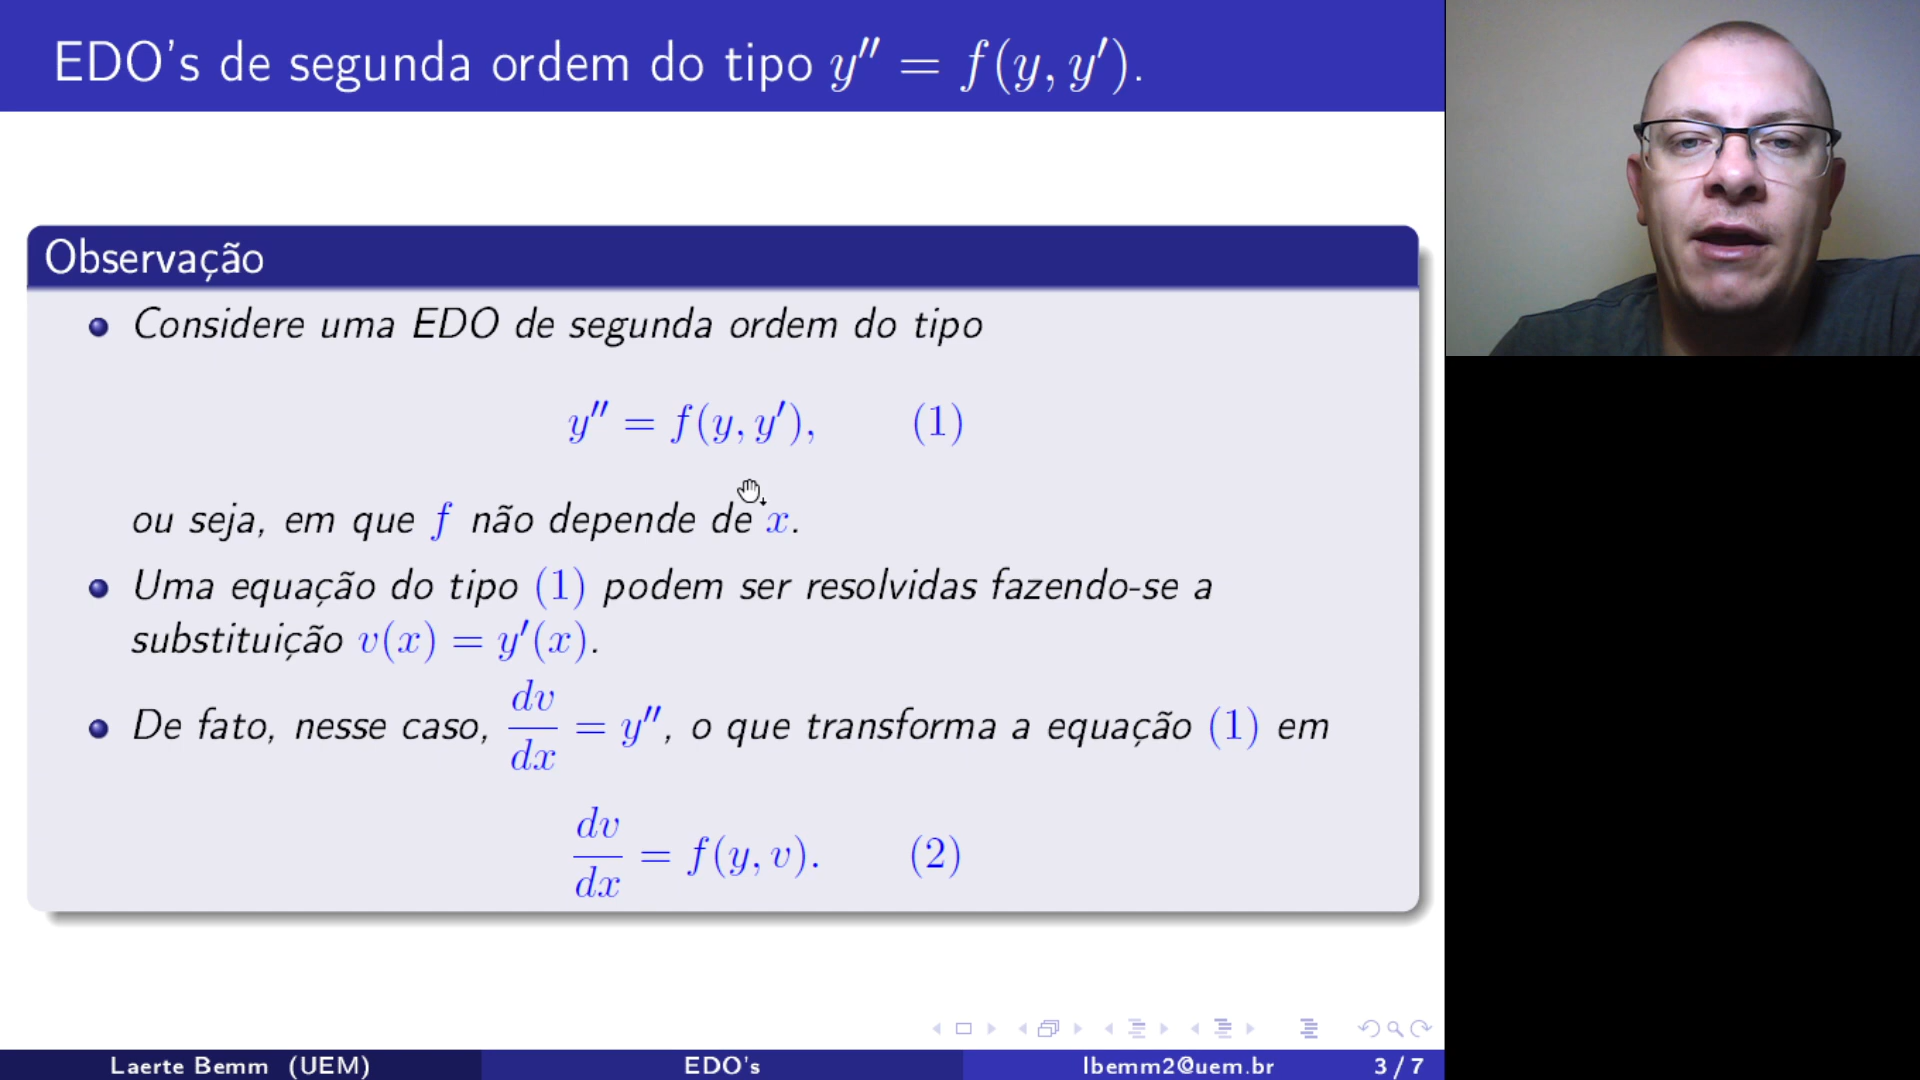 EDO's de segunda ordem do tipo y'' = f(y, y').
Observação
Considere uma EDO de segunda ordem do tipo
y'' = f(y, y'), (1)
ou seja, em que f não depende de x.
Uma equação do tipo (1) podem ser resolvidas fazendo-se a
substituição v(x) = y'(x).
De fato, nesse caso, dv/dx = y'', o que transforma a equação (1) em
dv/dx = f(y, v). (2)
Laerte Bemm (UEM) EDO's lbemm2@uem.br 3 / 7